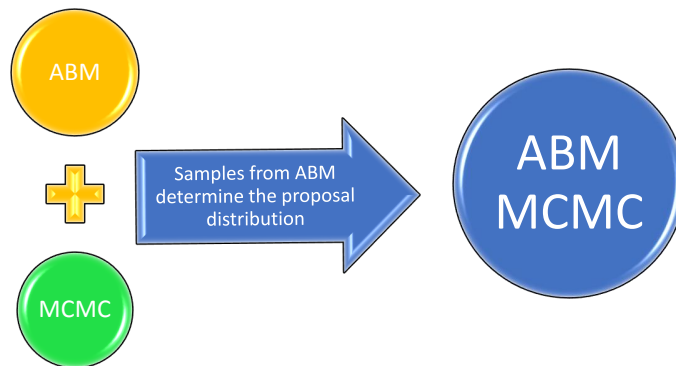 ABM
MCMC
Samples from ABM
determine the proposal
distribution
ABM
MCMC